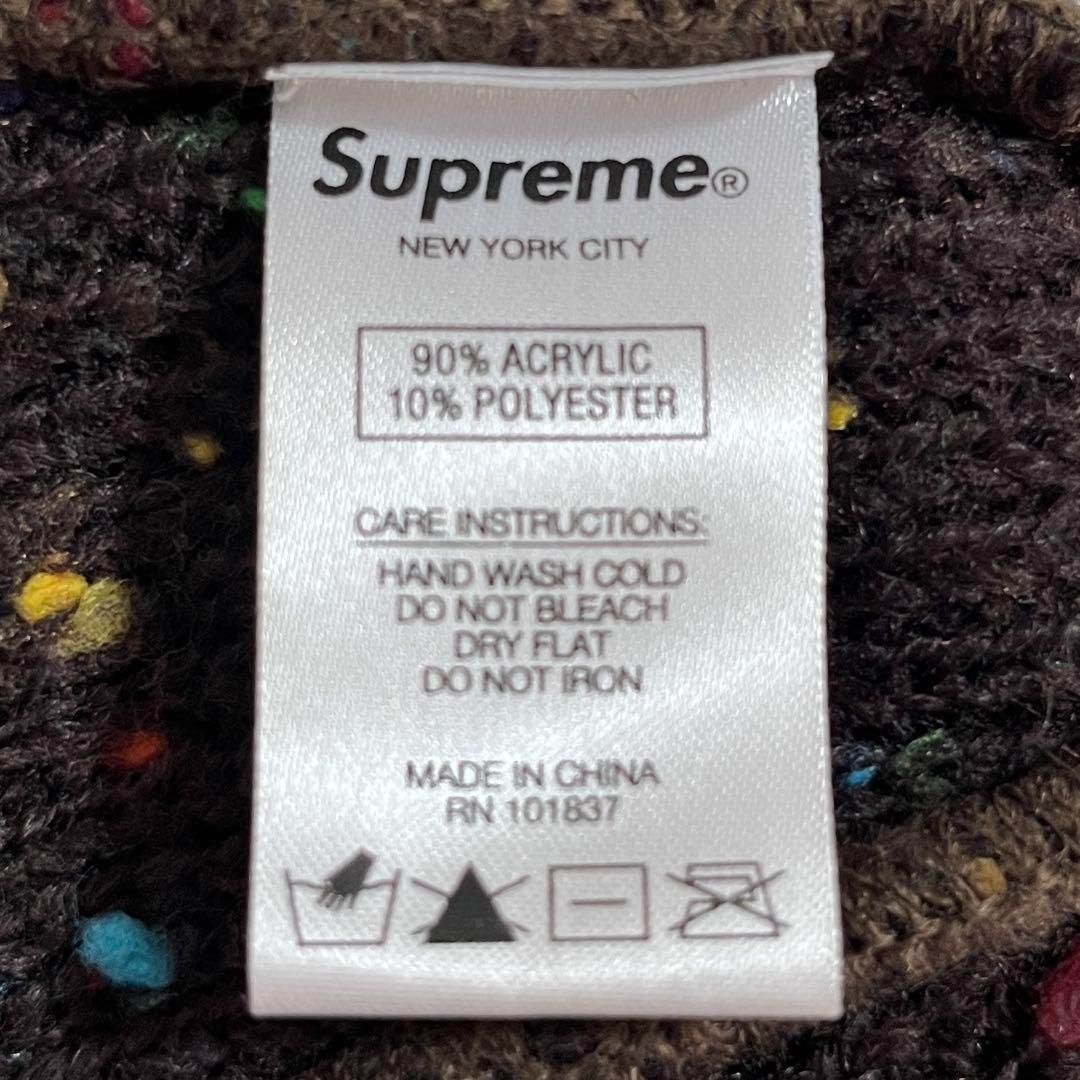 Supreme®
NEW YORK CITY
90% ACRYLIC
10% POLYESTER
CARE INSTRUCTIONS:
HAND WASH COLD
DO NOT BLEACH
DRY FLAT
DO NOT IRON
MADE IN CHINA
RN 101837